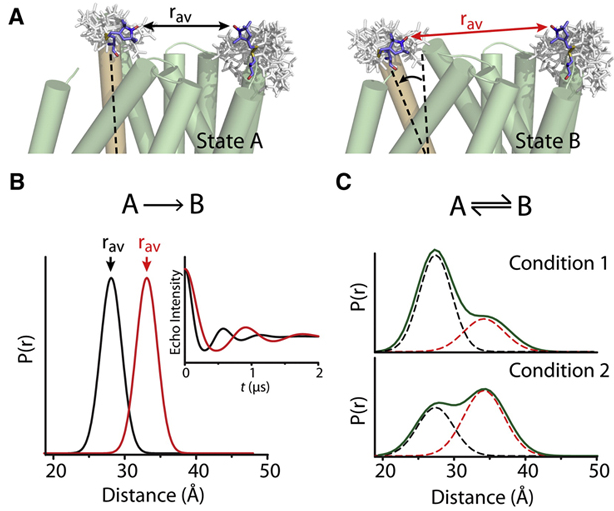 A
r_av
State A
r_av
State B
B
A → B
r_av
r_av
P(r)
Echo Intensity
0
1
2
t (μs)
20
30
40
50
Distance (Å)
C
A ⇌ B
Condition 1
P(r)
Condition 2
P(r)
20
30
40
50
Distance (Å)